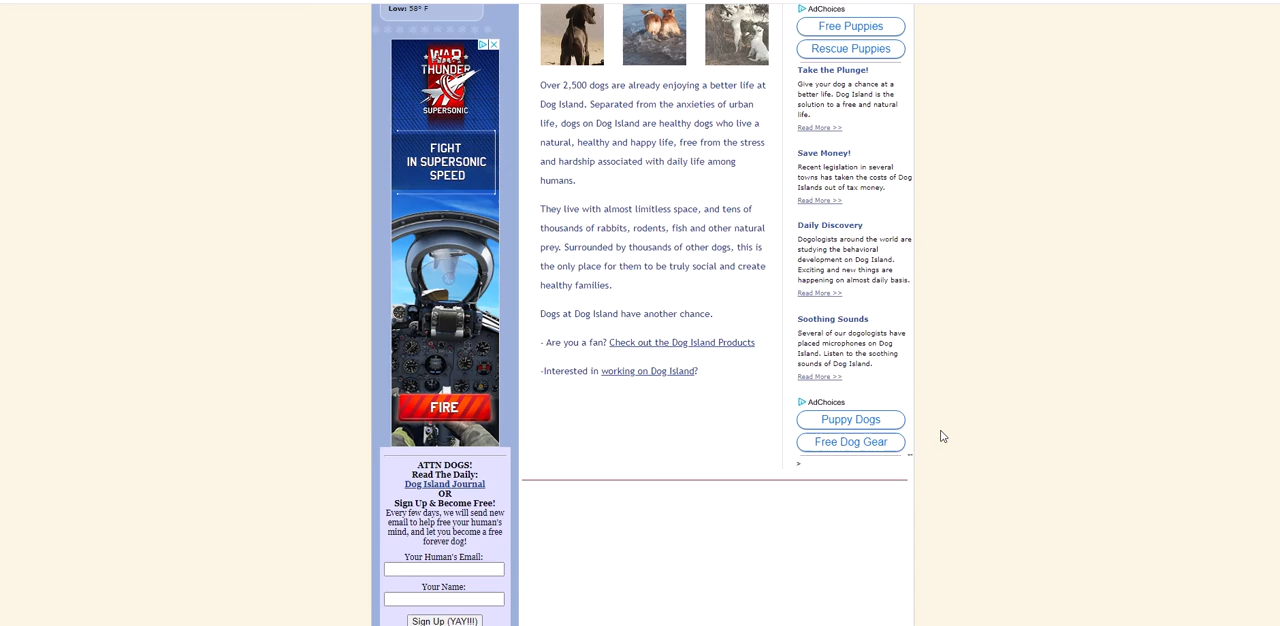 Low: 58° F
WAR
THUNDER
SUPERSONIC
FIGHT
IN SUPERSONIC
SPEED
FIRE
ATTN DOGS!
Read The Daily:
Dog Island Journal
OR
Sign Up & Become Free!
Every few days, we will send new
email to help free your human's
mind, and let you become a free
forever dog!
Your Human's Email:
Your Name:
Sign Up (YAY!!!)
Over 2,500 dogs are already enjoying a better life at
Dog Island. Separated from the anxieties of urban
life, dogs on Dog Island are healthy dogs who live a
natural, healthy and happy life, free from the stress
and hardship associated with daily life among
humans.
They live with almost limitless space, and tens of
thousands of rabbits, rodents, fish and other natural
prey. Surrounded by thousands of other dogs, this is
the only place for them to be truly social and create
healthy families.
Dogs at Dog Island have another chance.
- Are you a fan? Check out the Dog Island Products
-Interested in working on Dog Island?
AdChoices
Free Puppies
Rescue Puppies
Take the Plunge!
Give your dog a chance at a
better life. Dog Island is the
solution to a free and natural
life.
Read More >>
Save Money!
Recent legislation in several
towns has taken the costs of Dog
Islands out of tax money.
Read More >>
Daily Discovery
Dogologists around the world are
studying the behavioral
development on Dog Island.
Exciting and new things are
happening on almost daily basis.
Read More >>
Soothing Sounds
Several of our dogologists have
placed microphones on Dog
Island. Listen to the soothing
sounds of Dog Island.
Read More >>
AdChoices
Puppy Dogs
Free Dog Gear
--
>